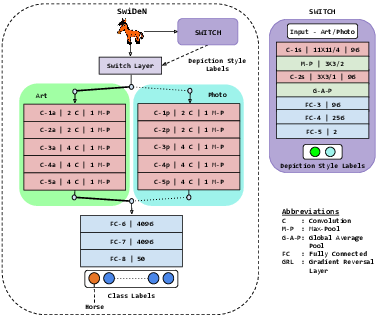 SwiDeN
SWITCH
Switch Layer
Depiction Style
Labels
Art
Photo
C-1a | 2 C | 1 M-P
C-2a | 2 C | 1 M-P
C-3a | 4 C | 1 M-P
C-4a | 4 C | 1 M-P
C-5a | 4 C | 1 M-P
C-1p | 2 C | 1 M-P
C-2p | 2 C | 1 M-P
C-3p | 4 C | 1 M-P
C-4p | 4 C | 1 M-P
C-5p | 4 C | 1 M-P
FC-6 | 4096
FC-7 | 4096
FC-8 | 50
Class Labels
Horse
SWITCH
Input - Art/Photo
C-1s | 11X11/4 | 96
M-P | 3X3/2
C-2s | 3X3/1 | 96
G-A-P
FC-3 | 96
FC-4 | 256
FC-5 | 2
Depiction Style Labels
Abbreviations
C : Convolution
M-P : Max-Pool
G-A-P: Global Average
Pool
FC : Fully Connected
GRL : Gradient Reversal
Layer